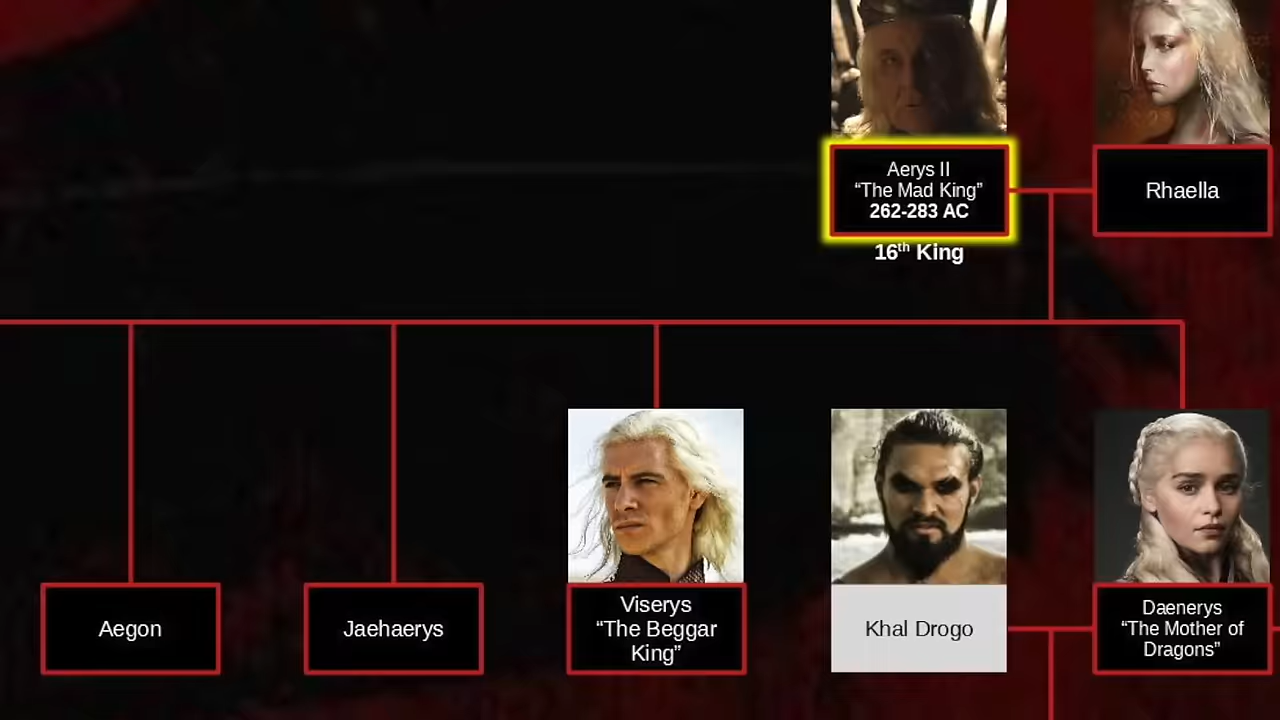 Aerys II
“The Mad King”
262-283 AC
16th King
Rhaella
Aegon
Jaehaerys
Viserys
“The Beggar
King”
Khal Drogo
Daenerys
“The Mother of
Dragons”